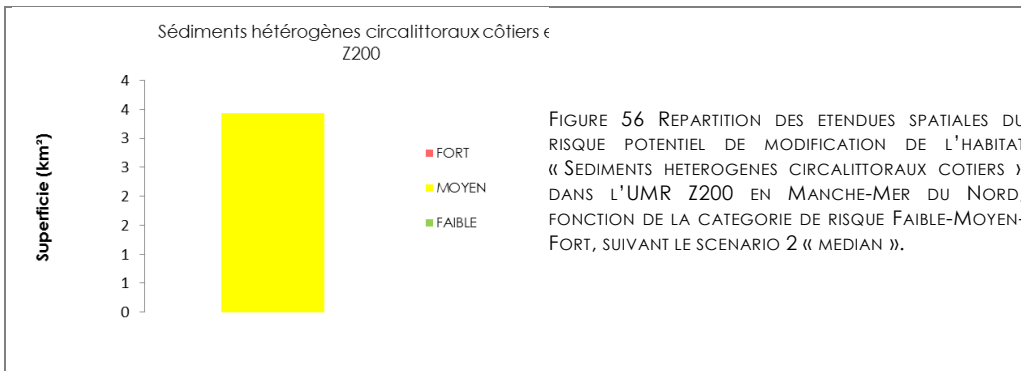 Sédiments hétérogènes circalittoraux côtiers e
Z200
Superficie (km²)
4
4
3
3
2
2
1
1
0
FORT
MOYEN
FAIBLE
FIGURE 56 REPARTITION DES ETENDUES SPATIALES DU
RISQUE POTENTIEL DE MODIFICATION DE L'HABITAT
« SEDIMENTS HETEROGENES CIRCALITTORAUX COTIERS »
DANS L'UMR Z200 EN MANCHE-MER DU NORD,
FONCTION DE LA CATEGORIE DE RISQUE FAIBLE-MOYEN-
FORT, SUIVANT LE SCENARIO 2 « MEDIAN ».